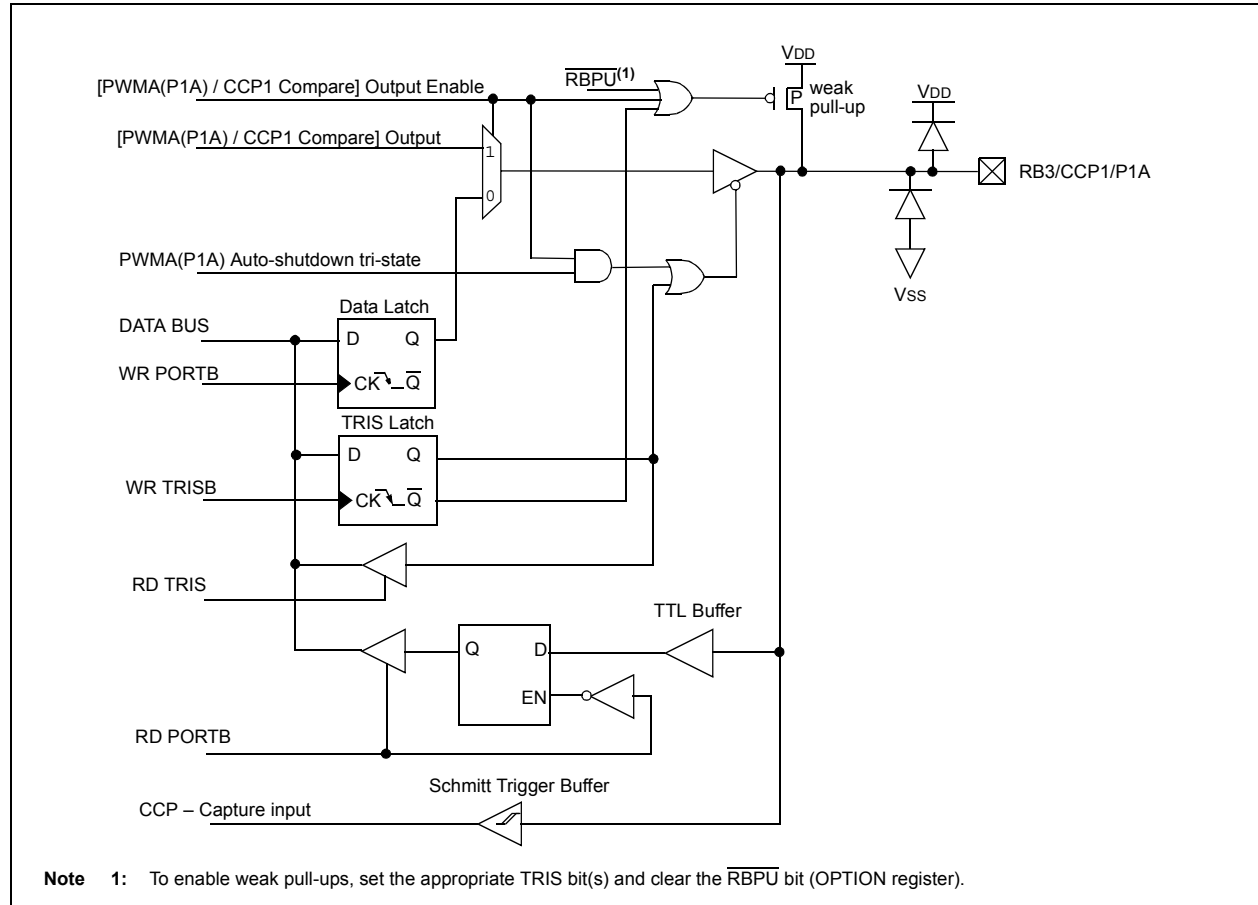 VDD
[PWMA(P1A) / CCP1 Compare] Output Enable
RBPU(1)
weak
pull-up
P
VDD
[PWMA(P1A) / CCP1 Compare] Output
1
0
RB3/CCP1/P1A
PWMA(P1A) Auto-shutdown tri-state
VSS
Data Latch
DATA BUS
D Q
WR PORTB
CK Q
TRIS Latch
D Q
WR TRISB
CK Q
RD TRIS
TTL Buffer
Q D
EN
RD PORTB
Schmitt Trigger Buffer
CCP – Capture input
Note 1: To enable weak pull-ups, set the appropriate TRIS bit(s) and clear the RBPU bit (OPTION register).